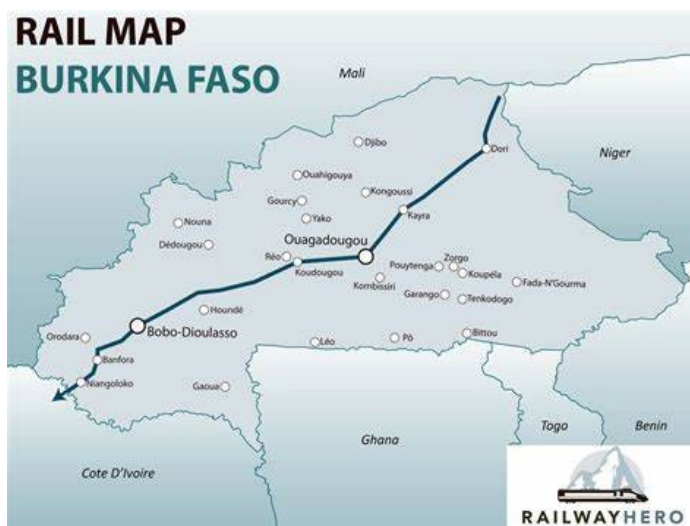 RAIL MAP
BURKINA FASO
Mali
Niger
Djibo
Dori
Ouahigouya
Kongoussi
Gourcy
Kayra
Yako
Nouna
Ouagadougou
Dédougou
Réo
Koudougou
Pouytenga
Zorgo
Koupéla
Kombissiri
Fada-N'Gourma
Garango
Tenkodogo
Houndé
Bobo-Dioulasso
Orodara
Léo
Pô
Bittou
Banfora
Niangoloko
Gaoua
Ghana
Togo
Benin
Cote D'Ivoire
RAILWAYHERO